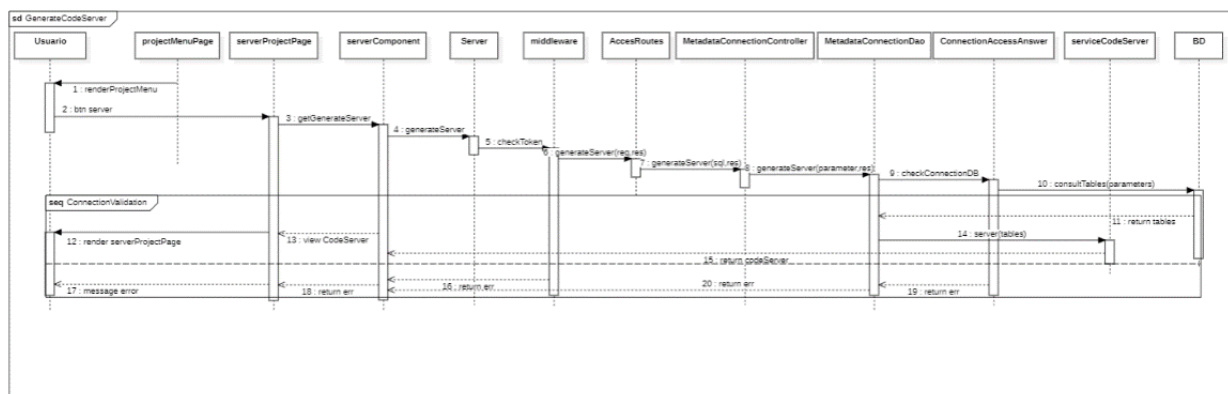 sd GenerateCodeServer
Usuario
projectMenuPage
serverProjectPage
serverComponent
Server
middleware
AccesRoutes
MetadataConnectionController
MetadataConnectionDao
ConnectionAccessAnswer
serviceCodeServer
BD
1 : renderProjectMenu
2 : btn server
3 : getGenerateServer
4 : generateServer
5 : checkToken
6 : generateServer(req,res)
7 : generateServer(sql,res)
8 : generateServer(parameter,res)
9 : checkConnectionDB
10 : consultTables(parameters)
seq ConnectionValidation
11 : return tables
12 : render serverProjectPage
13 : view CodeServer
14 : server(tables)
15 : return codeServer
16 : return err
17 : message error
18 : return err
20 : return err
19 : return err